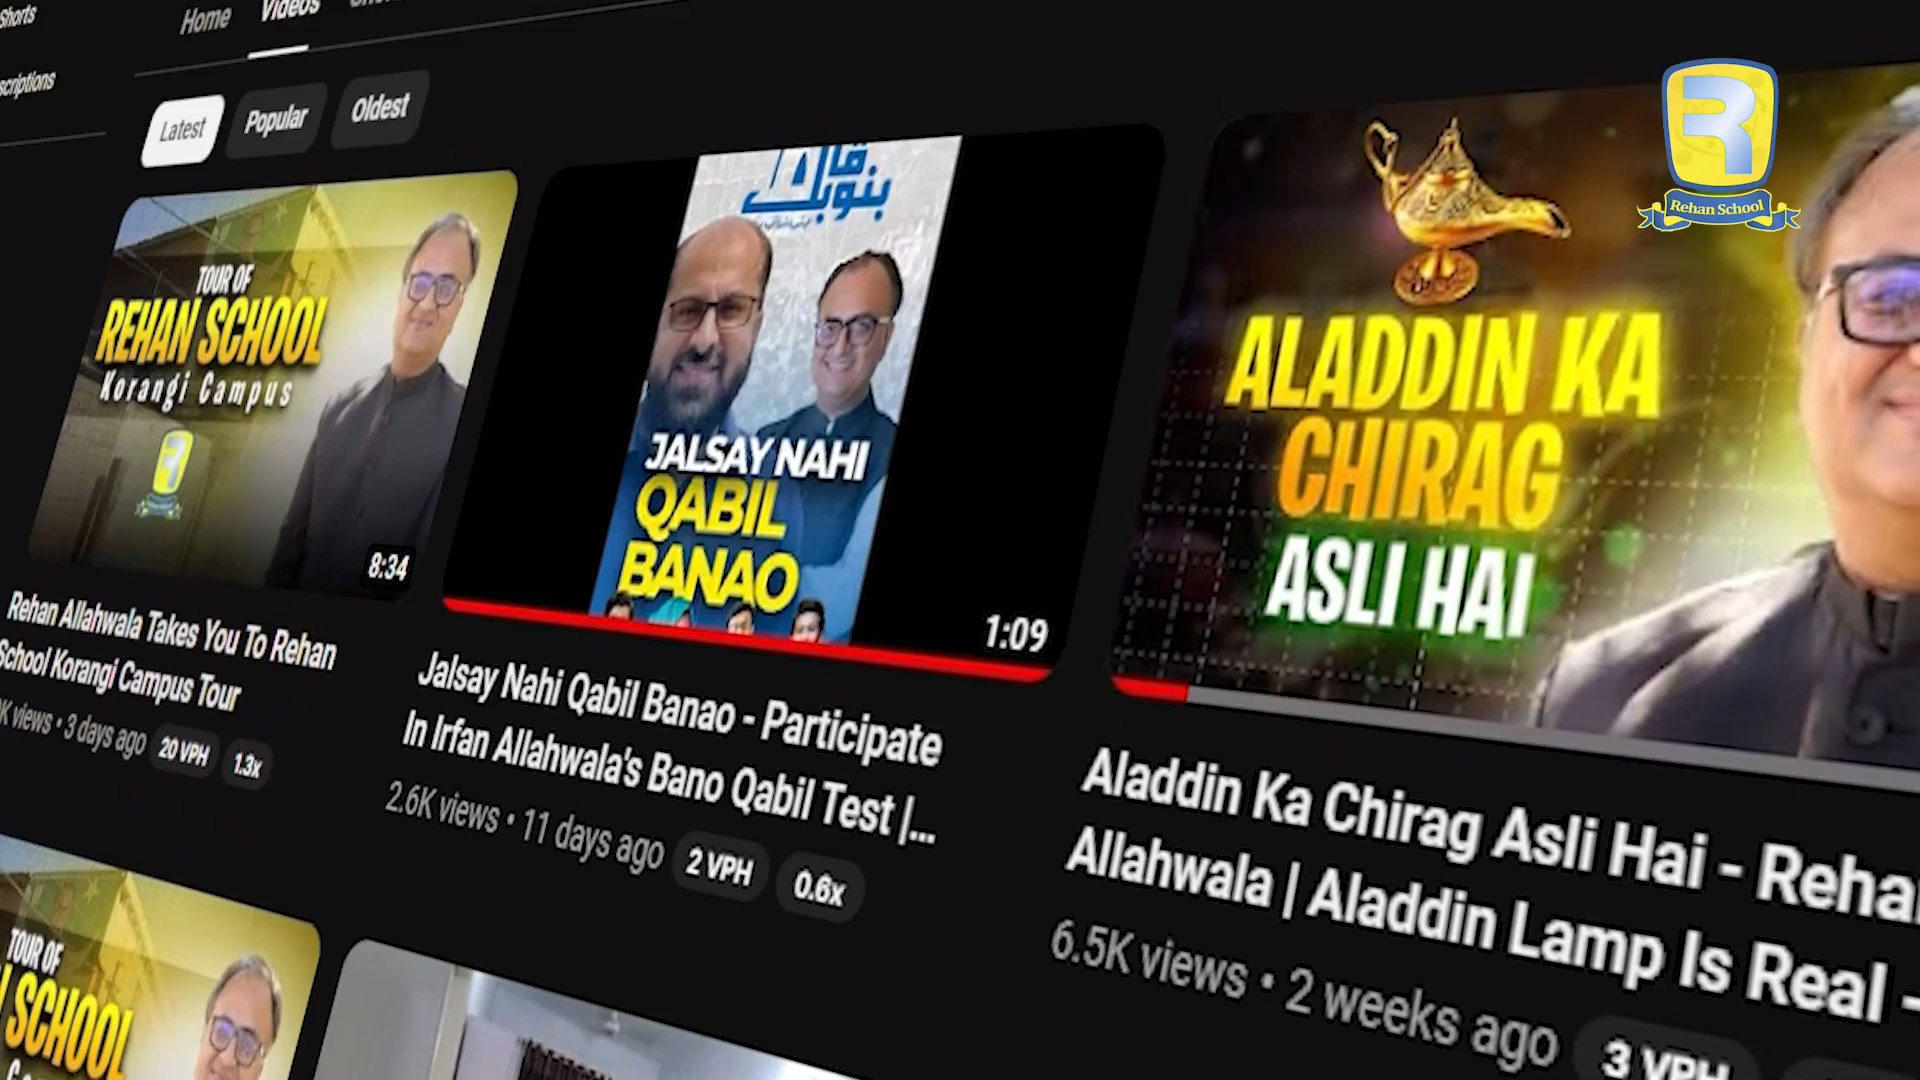 Shorts
Home
Videos
scriptions
Latest
Popular
Oldest
R
Rehan School
TOUR OF
REHAN SCHOOL
Korangi Campus
8:34
Rehan Allahwala Takes You To Rehan
School Korangi Campus Tour
K views • 3 days ago
20 VPH
1.3x
بنو
قا
JALSAY NAHI
QABIL
BANAO
1:09
Jalsay Nahi Qabil Banao - Participate
In Irfan Allahwala's Bano Qabil Test |...
2.6K views • 11 days ago
2 VPH
0.6x
ALADDIN KA
CHIRAG
ASLI HAI
Aladdin Ka Chirag Asli Hai - Reha
Allahwala | Aladdin Lamp Is Real -
6.5K views • 2 weeks ago
3 VPH
TOUR OF
SCHOOL